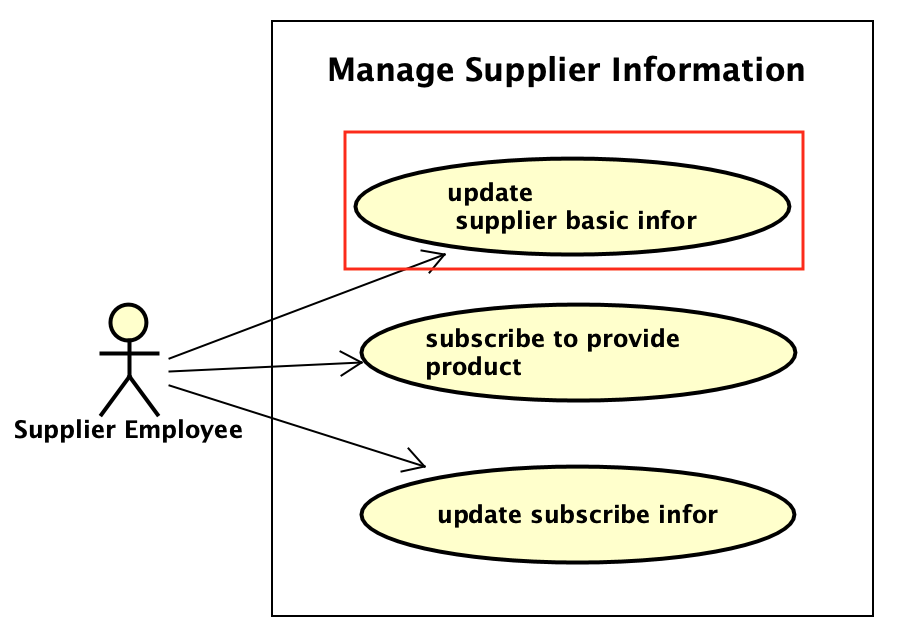 Manage Supplier Information
update
supplier basic infor
subscribe to provide
product
Supplier Employee
update subscribe infor